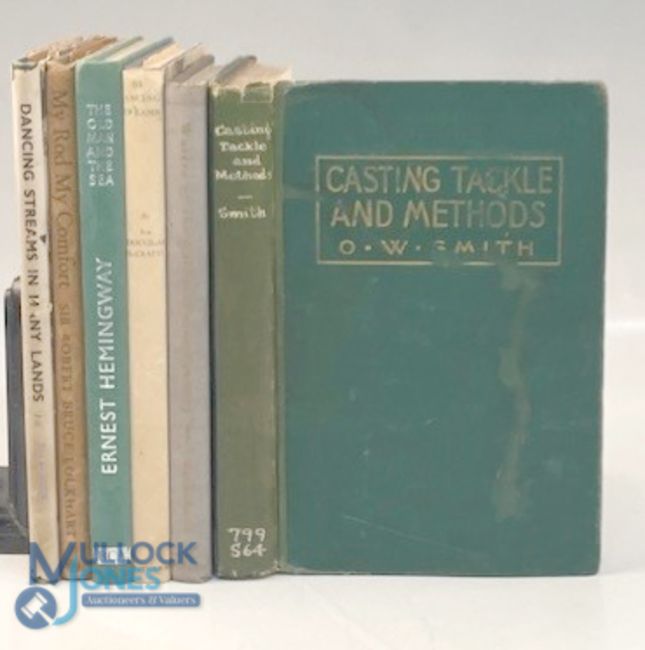 DANCING STREAMS IN MANY LANDS
My Rod My Comfort SIR ROBERT BRUCE LOCKHART
THE
OLD
MAN
AND
THE
SEA
ERNEST HEMINGWAY
Casting
Tackle
and
Methods
Smith
799
S64
CASTING TACKLE
AND METHODS
O·W·SMITH
MULLOCK
JONES
Auctioneers & Valuers